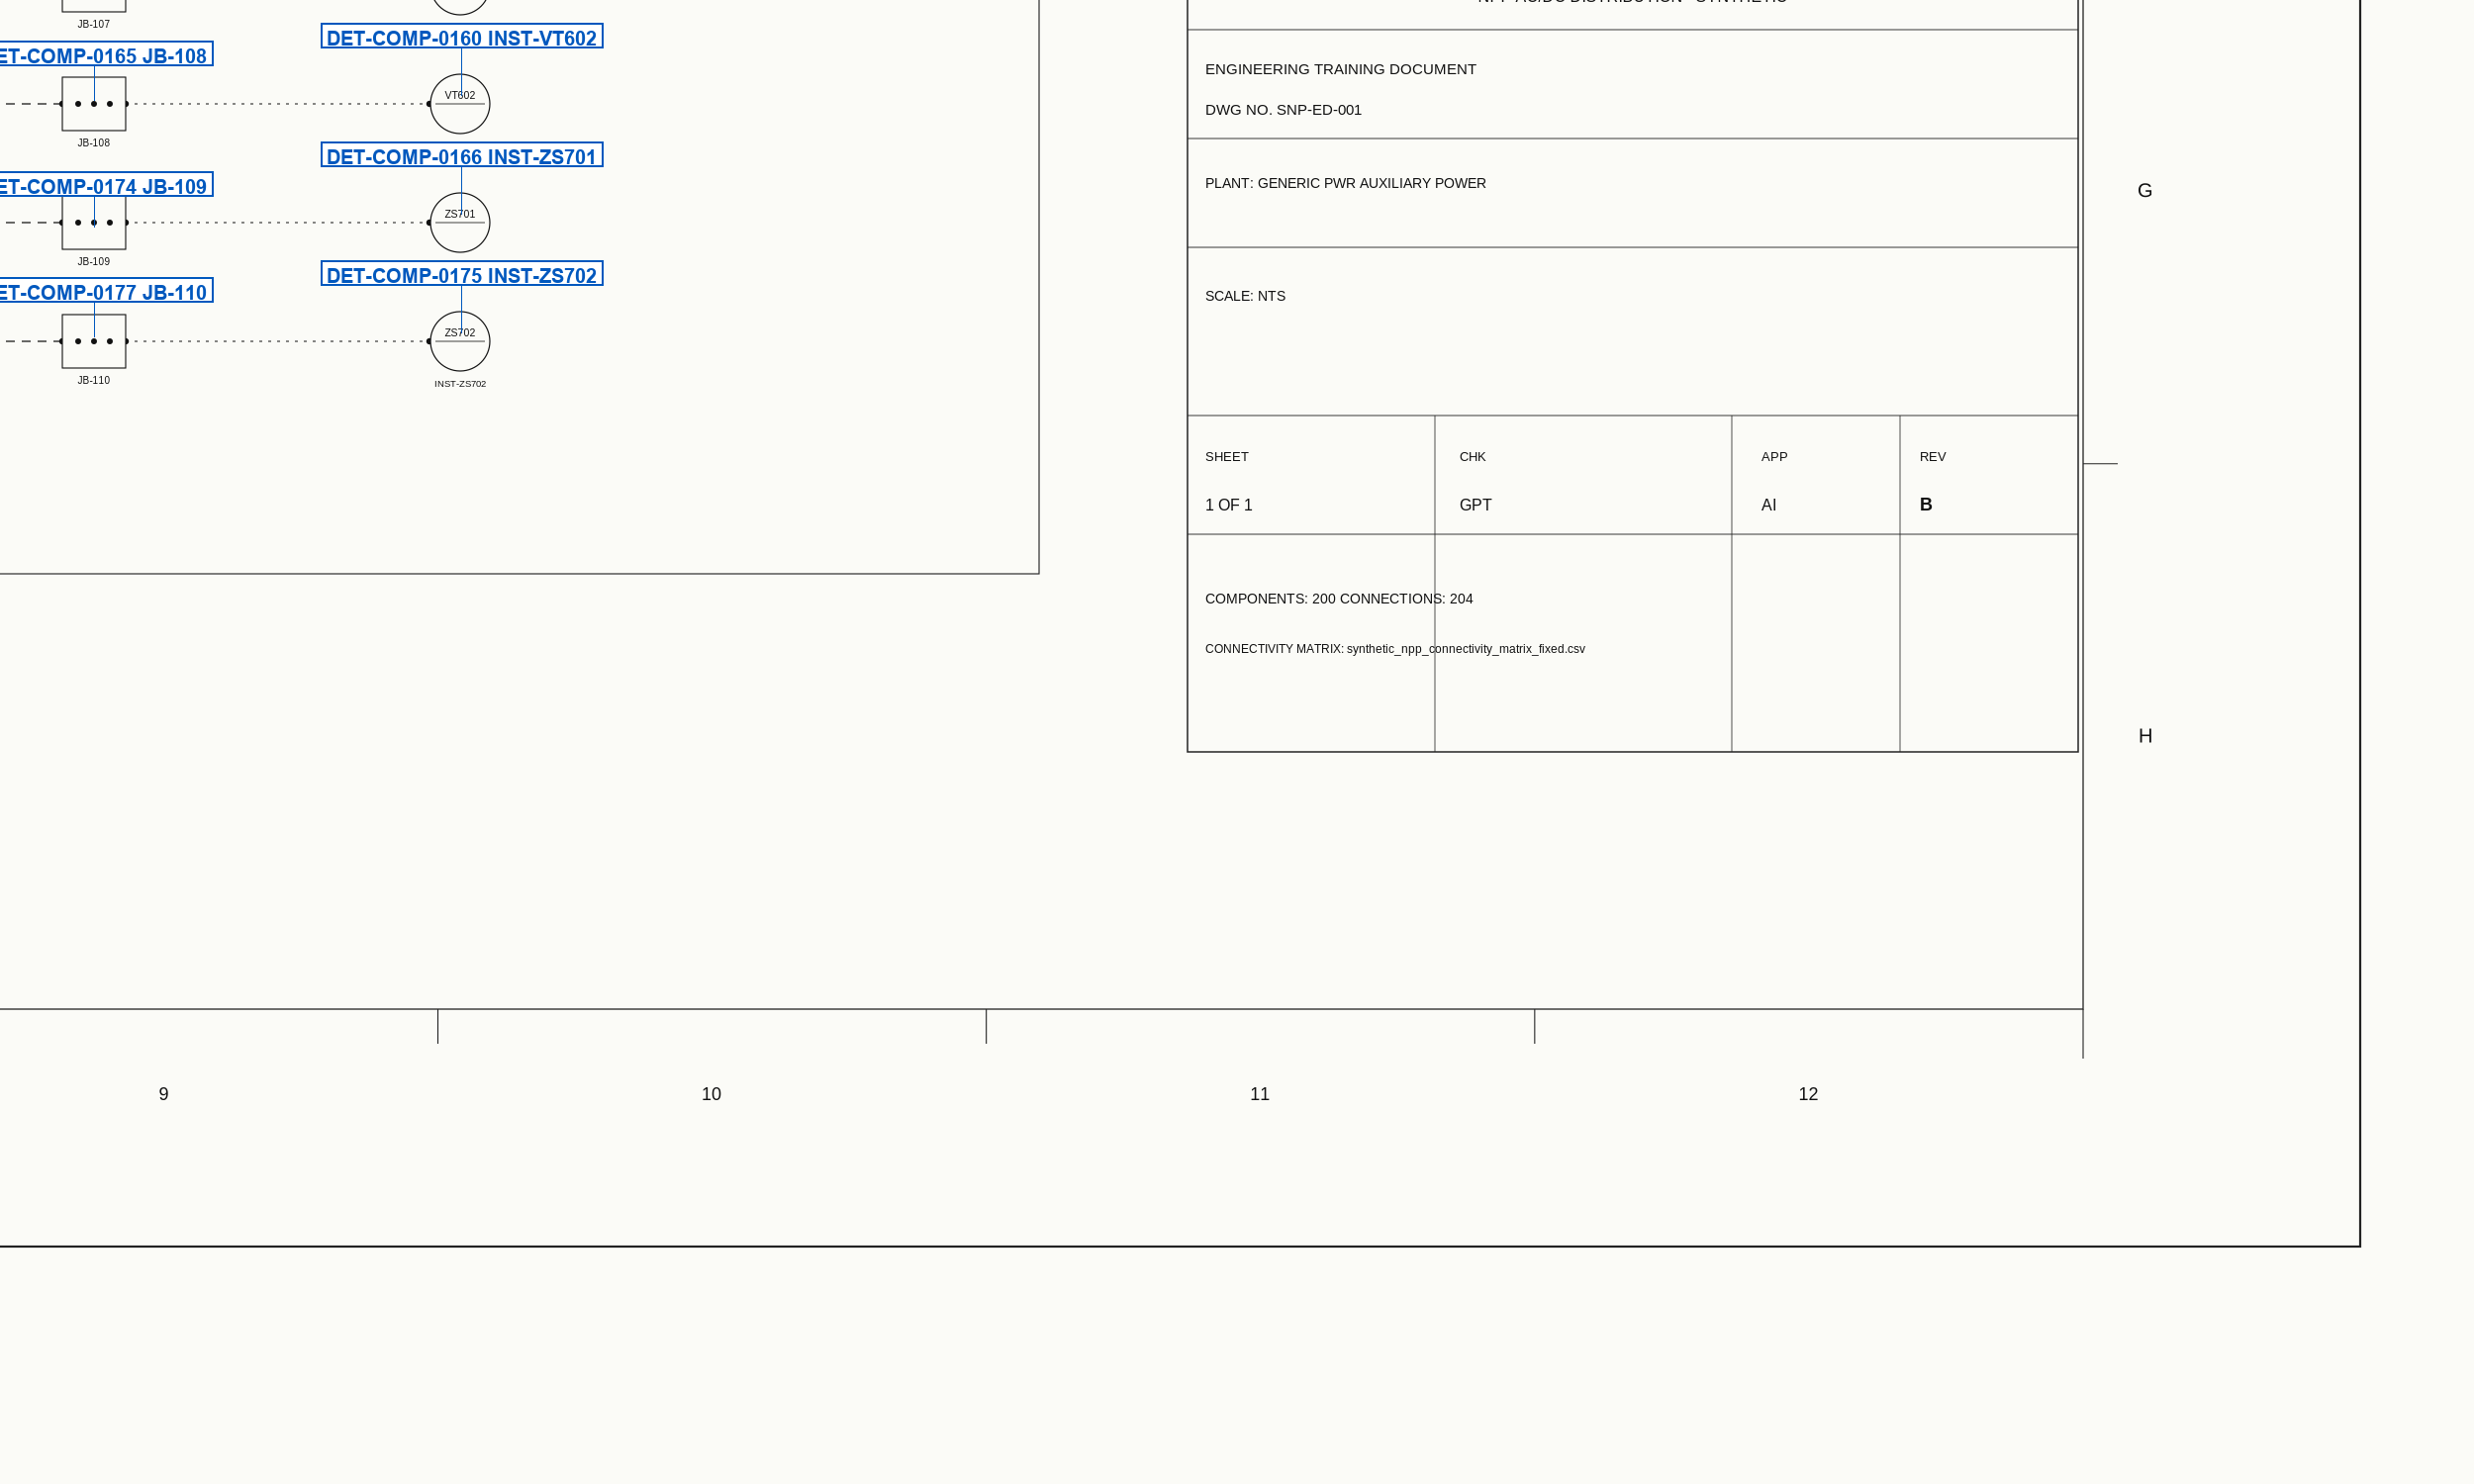 JB-107
DET-COMP-0160 INST-VT602
ET-COMP-0165 JB-108
VT602
JB-108
DET-COMP-0166 INST-ZS701
ET-COMP-0174 JB-109
ZS701
JB-109
DET-COMP-0175 INST-ZS702
ET-COMP-0177 JB-110
ZS702
JB-110
INST-ZS702
ENGINEERING TRAINING DOCUMENT
DWG NO. SNP-ED-001
PLANT: GENERIC PWR AUXILIARY POWER
SCALE: NTS
SHEET CHK APP REV
1 OF 1 GPT AI B
COMPONENTS: 200 CONNECTIONS: 204
CONNECTIVITY MATRIX: synthetic_npp_connectivity_matrix_fixed.csv
G
H
9 10 11 12